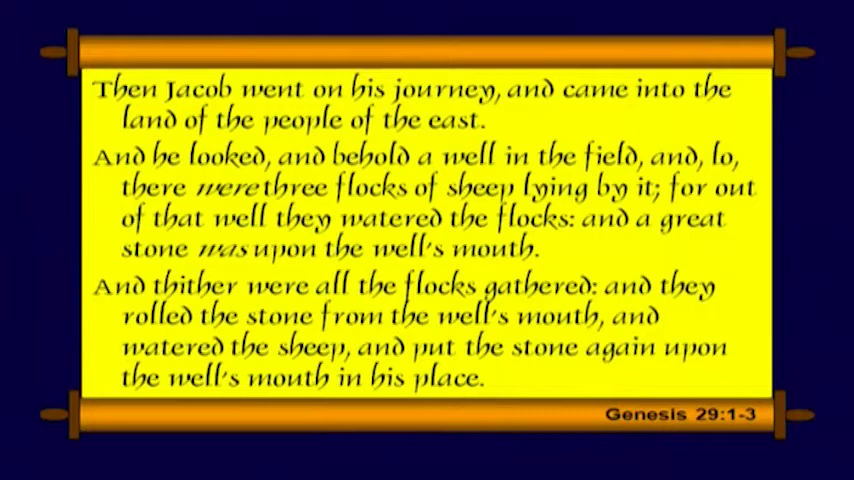 Then Jacob went on his journey, and came into the
land of the people of the east.
And he looked, and behold a well in the field, and, lo,
there were three flocks of sheep lying by it; for out
of that well they watered the flocks: and a great
stone was upon the well's mouth.
And thither were all the flocks gathered: and they
rolled the stone from the well's mouth, and
watered the sheep, and put the stone again upon
the well's mouth in his place.
Genesis 29:1-3